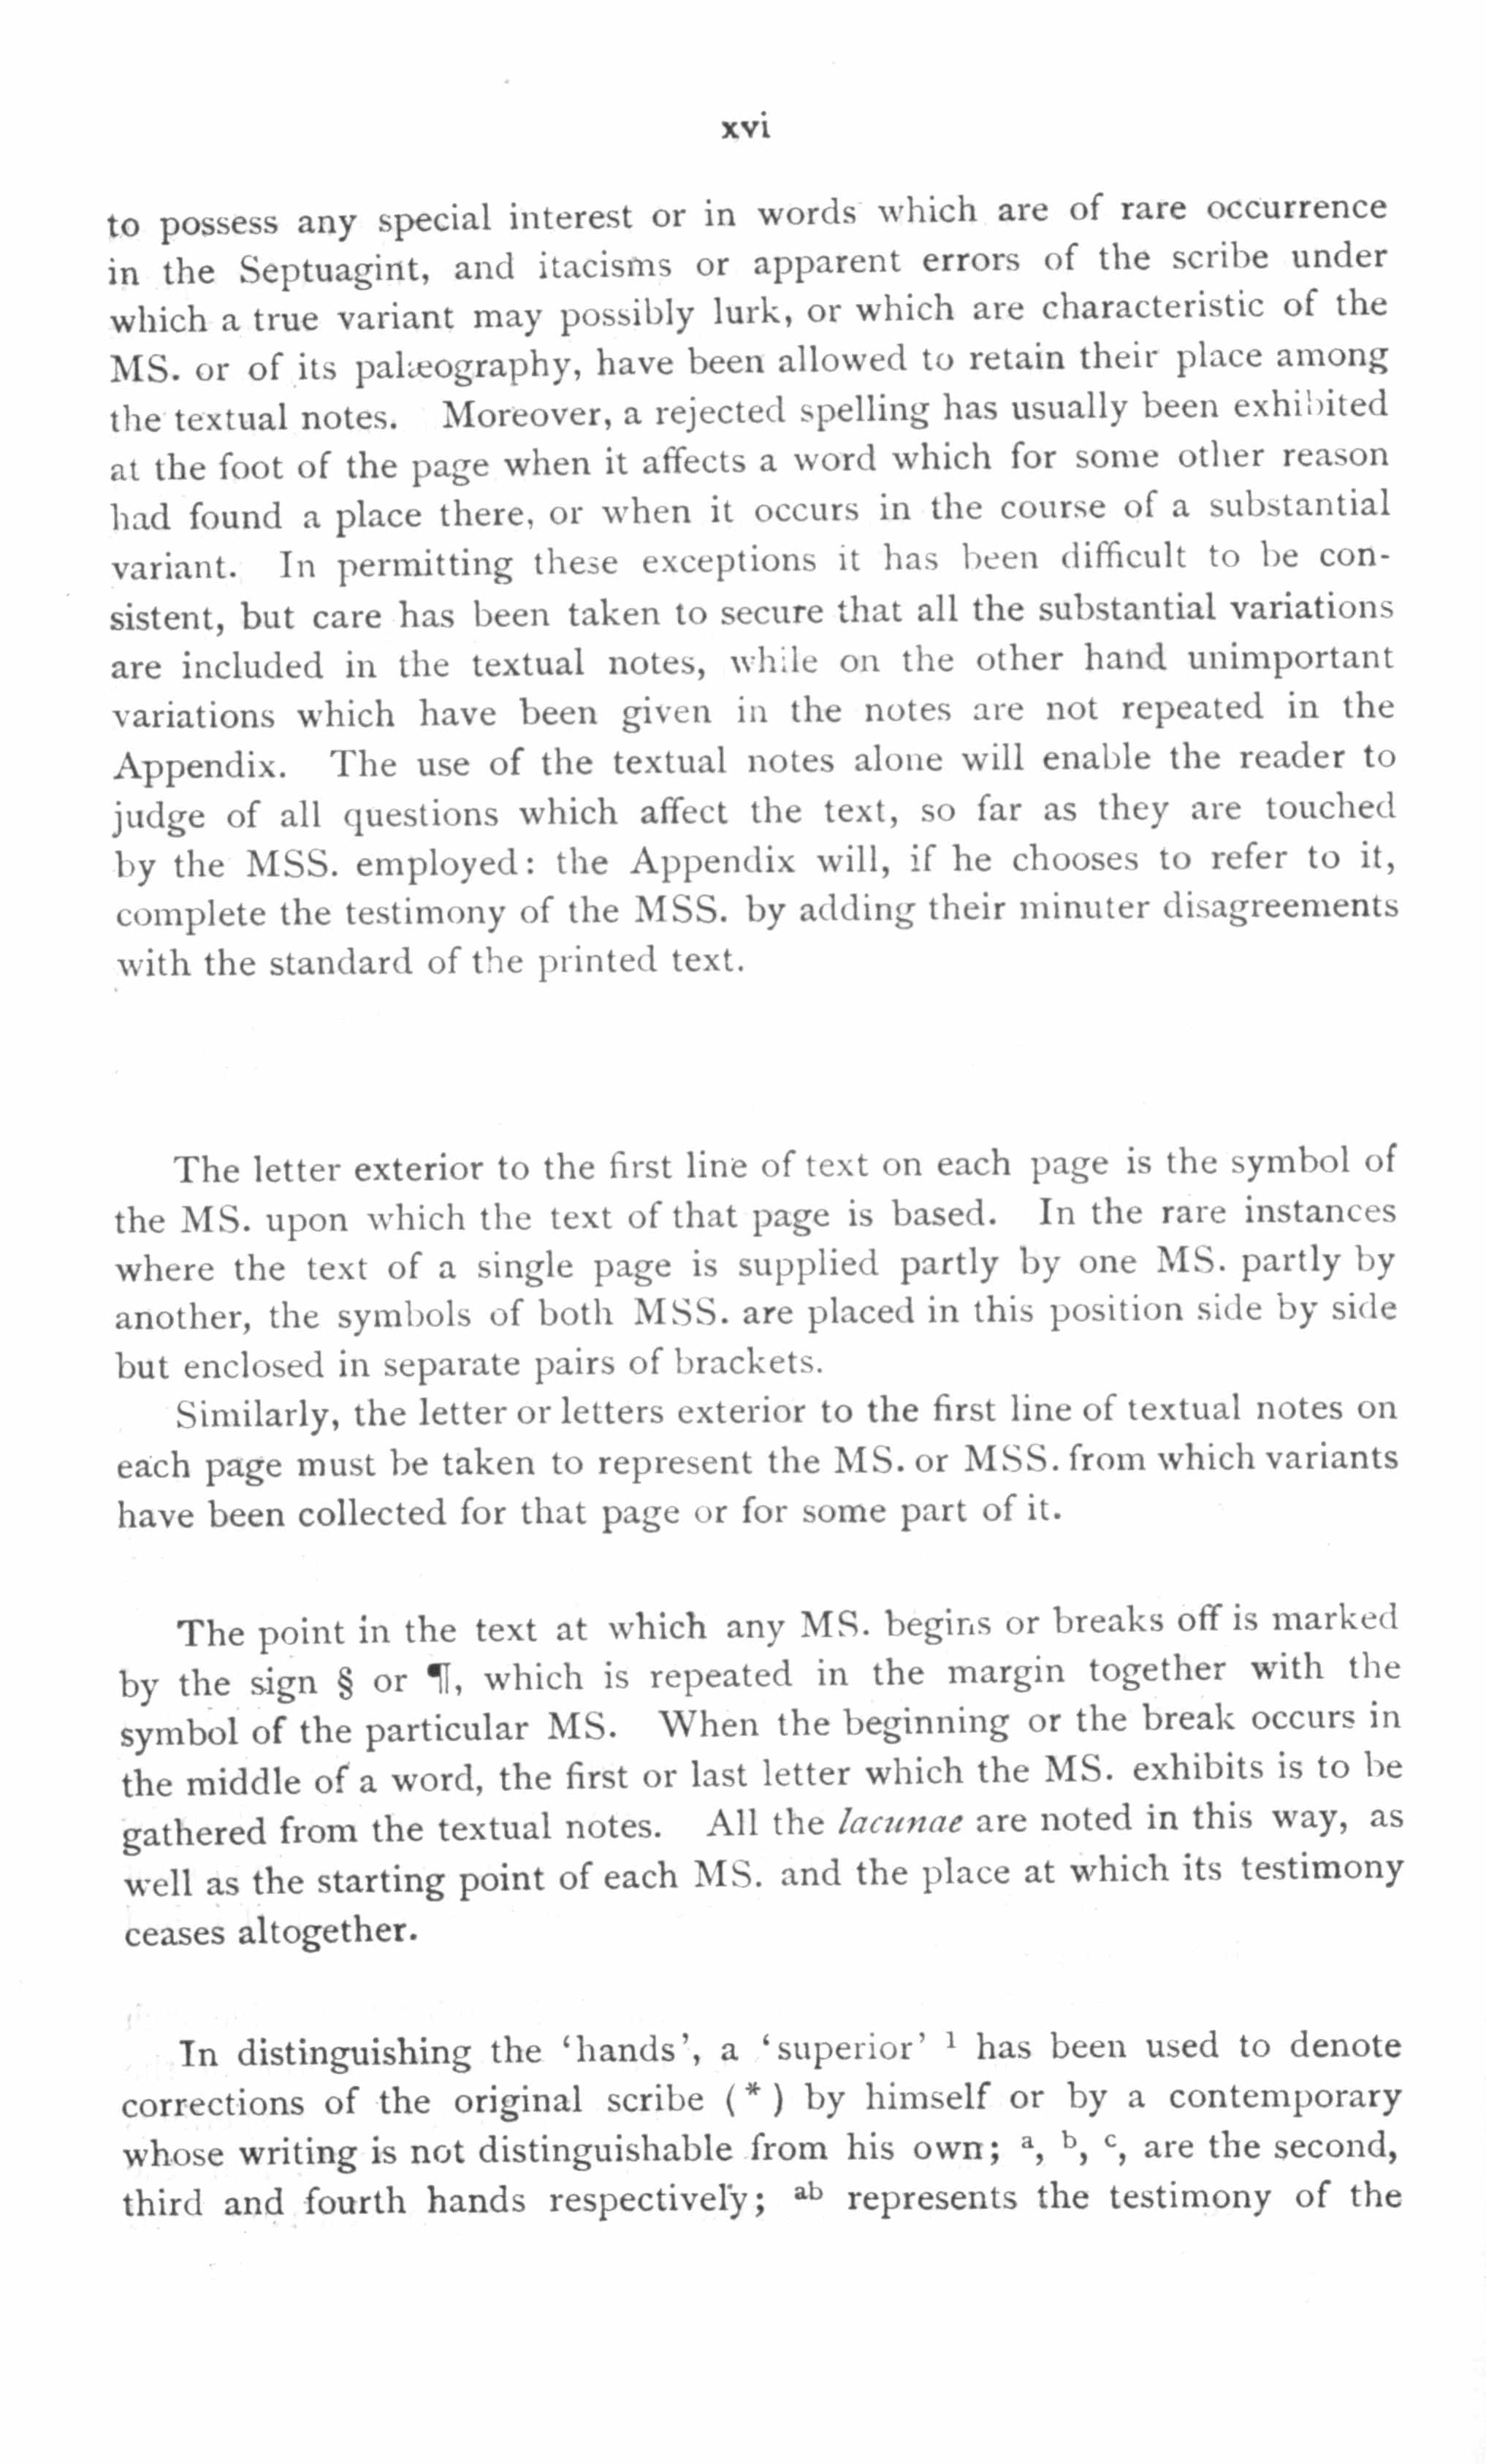 xvi
to possess any special interest or in words which are of rare occurrence
in the Septuagint, and itacisms or apparent errors of the scribe under
which a true variant may possibly lurk, or which are characteristic of the
MS. or of its palæography, have been allowed to retain their place among
the textual notes. Moreover, a rejected spelling has usually been exhibited
at the foot of the page when it affects a word which for some other reason
had found a place there, or when it occurs in the course of a substantial
variant. In permitting these exceptions it has been difficult to be con-
sistent, but care has been taken to secure that all the substantial variations
are included in the textual notes, while on the other hand unimportant
variations which have been given in the notes are not repeated in the
Appendix. The use of the textual notes alone will enable the reader to
judge of all questions which affect the text, so far as they are touched
by the MSS. employed: the Appendix will, if he chooses to refer to it,
complete the testimony of the MSS. by adding their minuter disagreements
with the standard of the printed text.
The letter exterior to the first line of text on each page is the symbol of
the MS. upon which the text of that page is based. In the rare instances
where the text of a single page is supplied partly by one MS. partly by
another, the symbols of both MSS. are placed in this position side by side
but enclosed in separate pairs of brackets.
Similarly, the letter or letters exterior to the first line of textual notes on
each page must be taken to represent the MS. or MSS. from which variants
have been collected for that page or for some part of it.
The point in the text at which any MS. begins or breaks off is marked
by the sign § or ¶, which is repeated in the margin together with the
symbol of the particular MS. When the beginning or the break occurs in
the middle of a word, the first or last letter which the MS. exhibits is to be
gathered from the textual notes. All the lacunae are noted in this way, as
well as the starting point of each MS. and the place at which its testimony
ceases altogether.
In distinguishing the ‘hands’, a ‘superior’ ¹ has been used to denote
corrections of the original scribe (*) by himself or by a contemporary
whose writing is not distinguishable from his own; ᵃ, ᵇ, ᶜ, are the second,
third and fourth hands respectively; ᵃᵇ represents the testimony of the